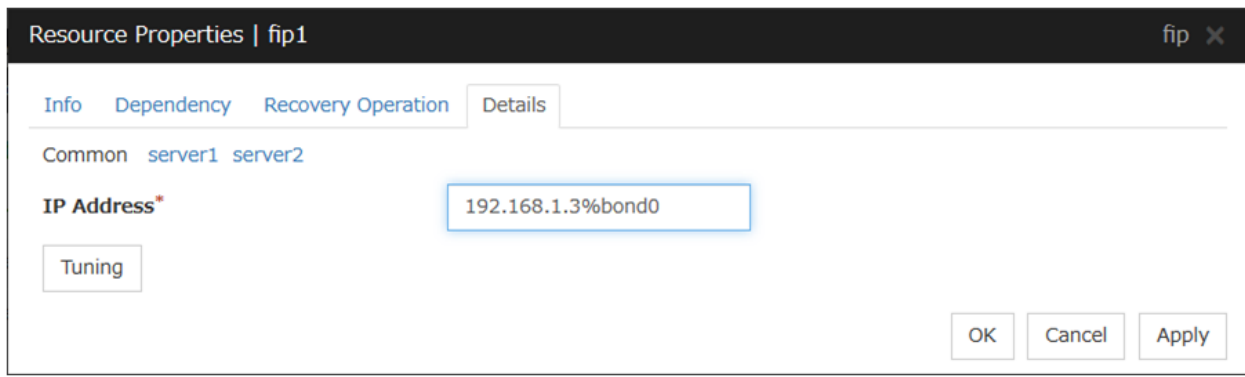 Resource Properties | fip1 fip ×
Info Dependency Recovery Operation Details
Common server1 server2
IP Address* 192.168.1.3%bond0
Tuning
OK Cancel Apply